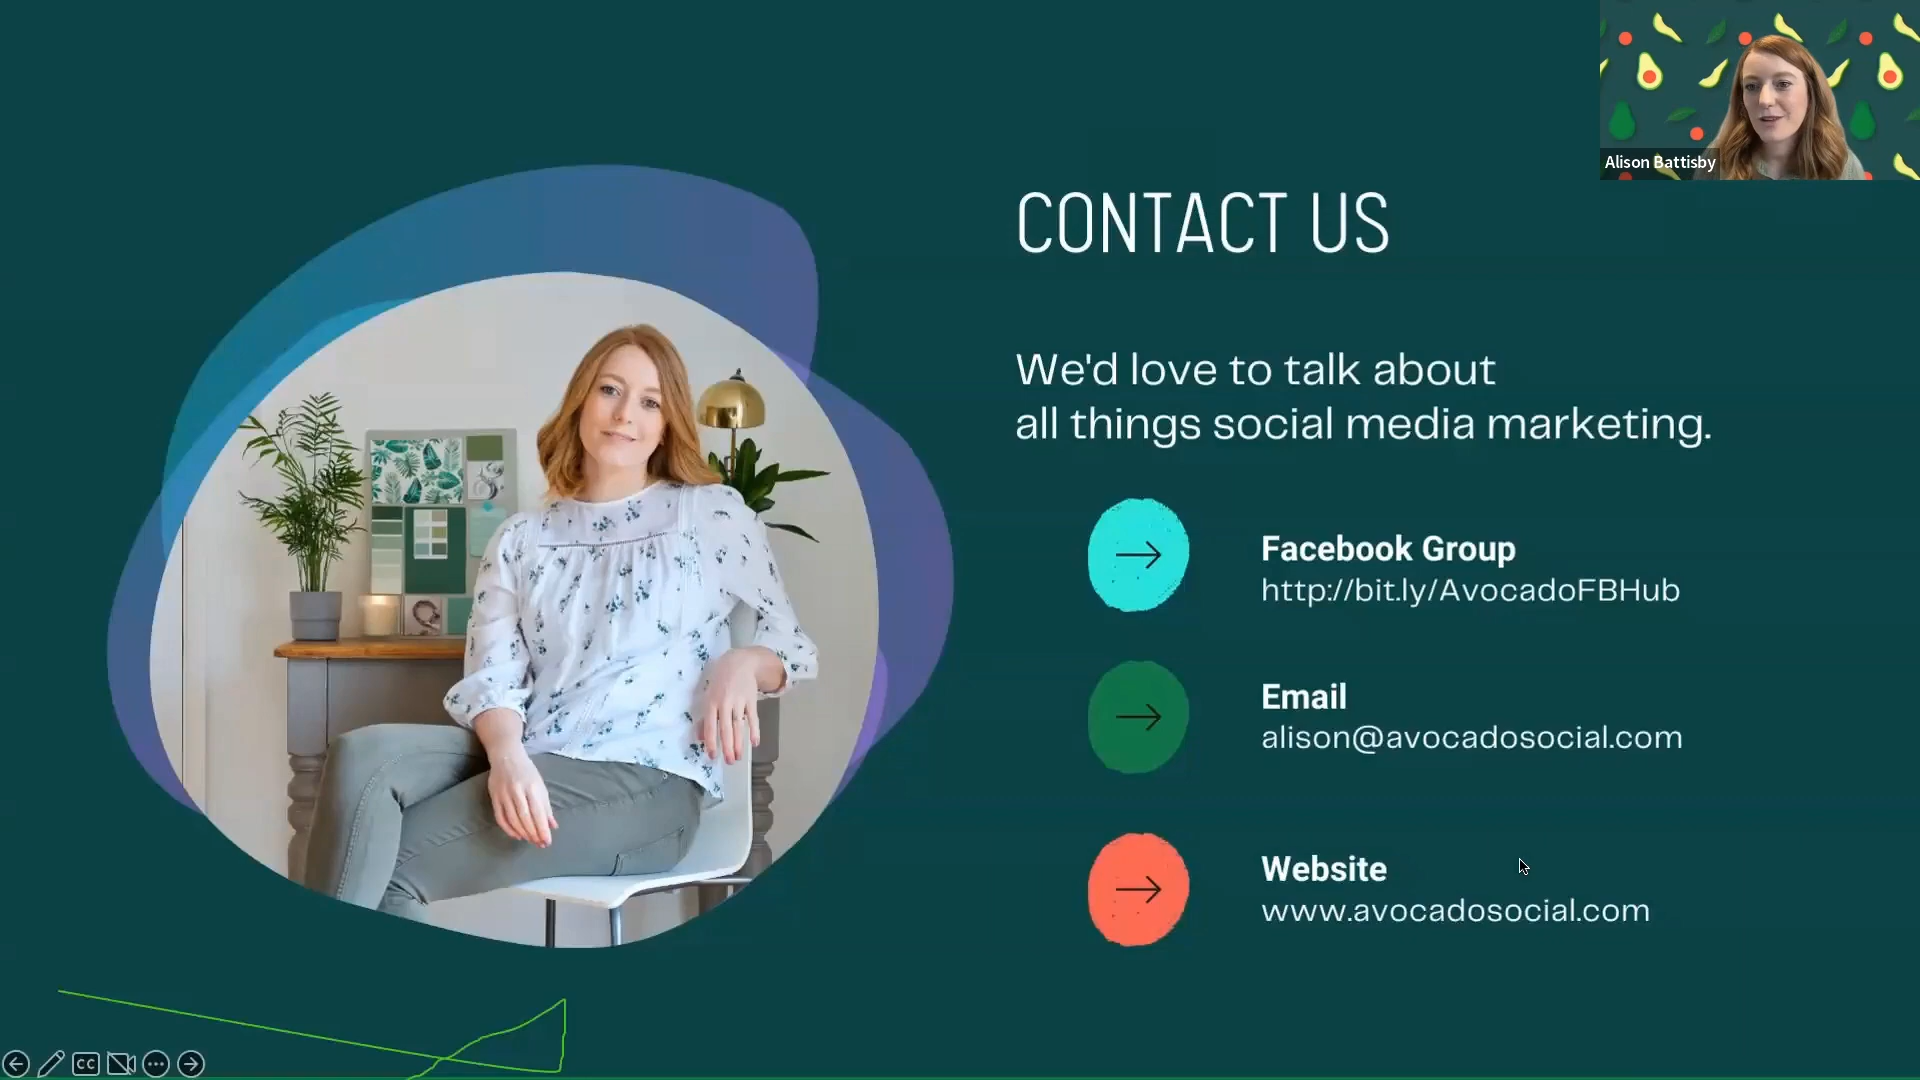 Alison Battisby
CONTACT US
We'd love to talk about
all things social media marketing.
Facebook Group
http://bit.ly/AvocadoFBHub
Email
alison@avocadosocial.com
Website
www.avocadosocial.com
CC